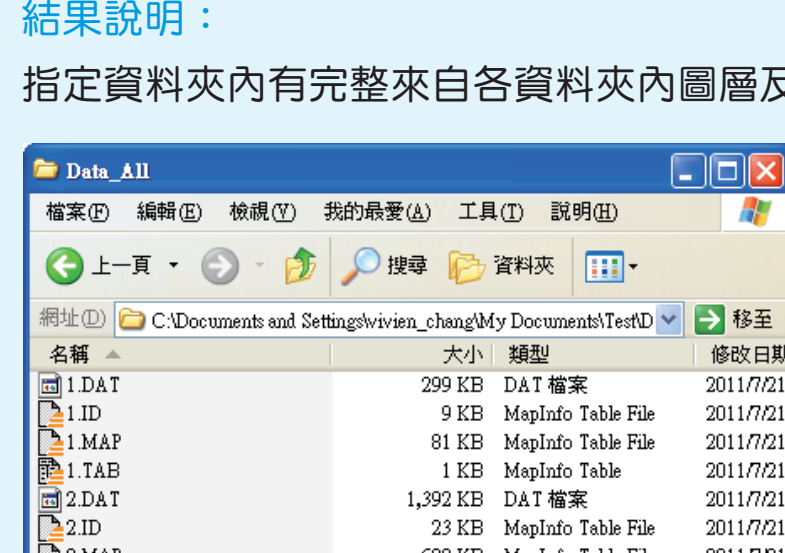 結果說明：
指定資料夾內有完整來自各資料夾內圖層及
Data_All
檔案(F) 編輯(E) 檢視(V) 我的最愛(A) 工具(T) 說明(H)
上一頁 搜尋 資料夾
網址(D) C:\Documents and Settings\vivien_chang\My Documents\Test\D 移至
名稱 大小 類型 修改日期
1.DAT 299 KB DAT 檔案 2011/7/21
1.ID 9 KB MapInfo Table File 2011/7/21
1.MAP 81 KB MapInfo Table File 2011/7/21
1.TAB 1 KB MapInfo Table 2011/7/21
2.DAT 1,392 KB DAT 檔案 2011/7/21
2.ID 23 KB MapInfo Table File 2011/7/21